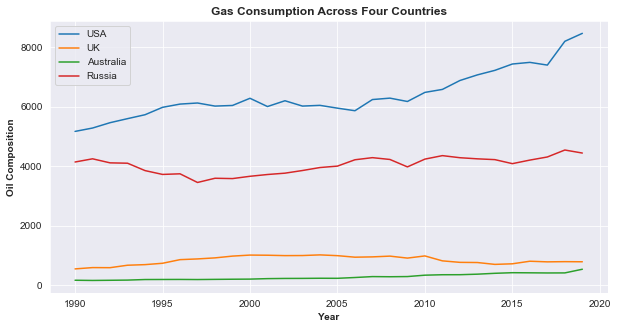 Gas Consumption Across Four Countries
USA
UK
Australia
Russia
Oil Composition
8000
6000
4000
2000
0
1990 1995 2000 2005 2010 2015 2020
Year